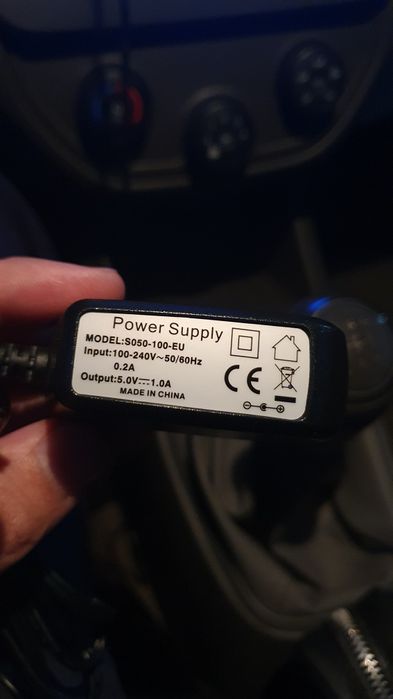 Power Supply
MODEL:S050-100-EU
Input:100-240V~50/60Hz
0.2A
Output:5.0V⎓1.0A
MADE IN CHINA
CE